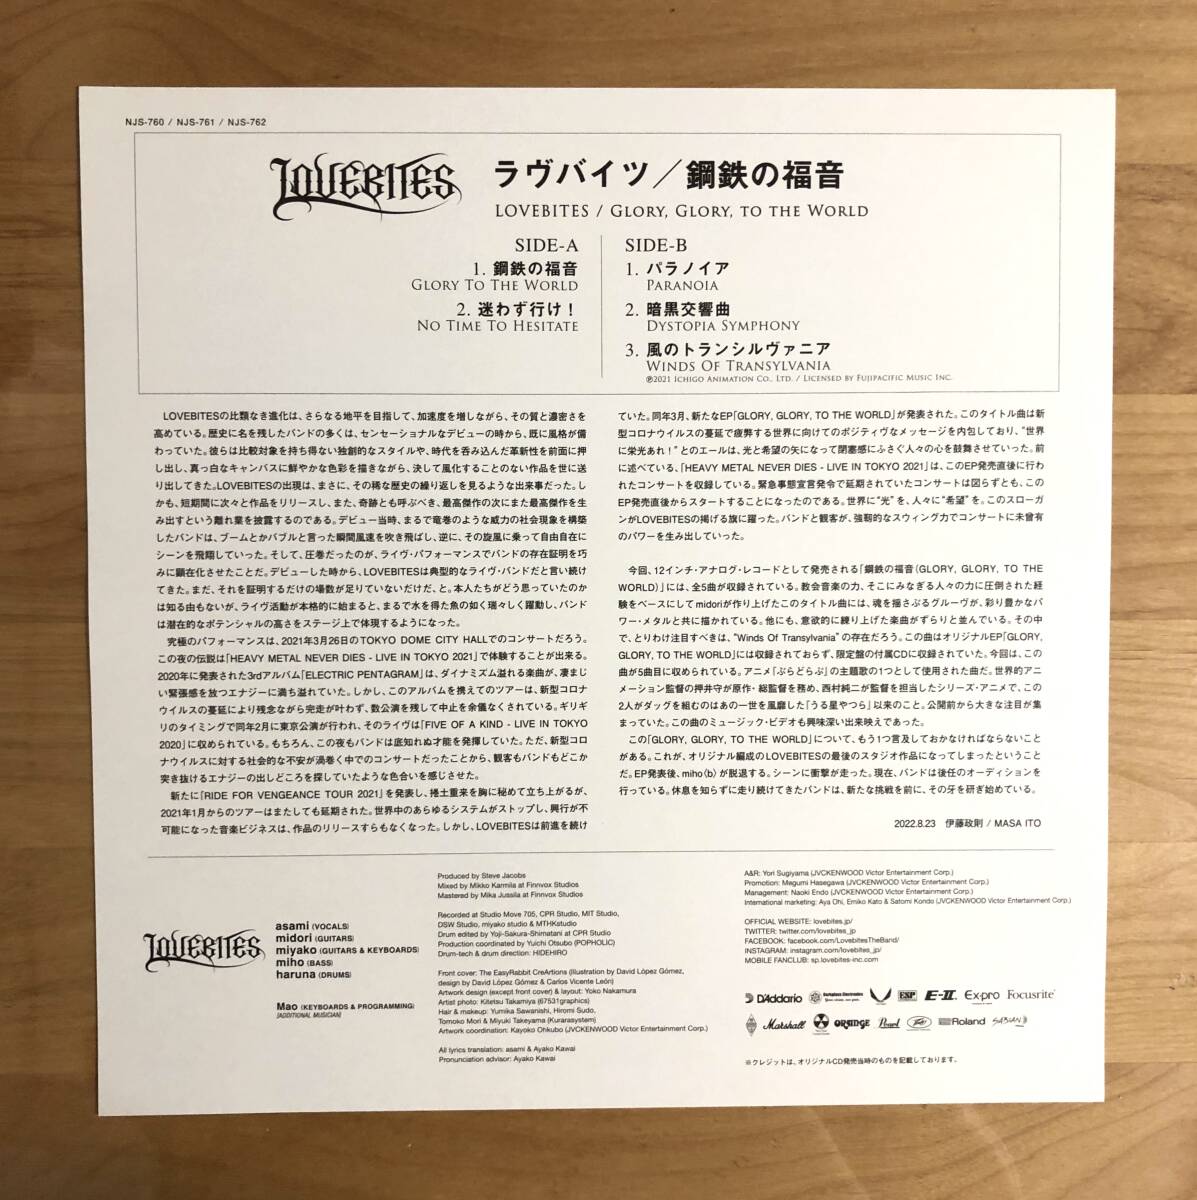 NJS-760 / NJS-761 / NJS-762
LOVEBITES
ラヴバイツ／鋼鉄の福音
LOVEBITES / GLORY, GLORY, TO THE WORLD
SIDE-A
1. 鋼鉄の福音
GLORY TO THE WORLD
2. 迷わず行け！
NO TIME TO HESITATE
SIDE-B
1. パラノイア
PARANOIA
2. 暗黒交響曲
DYSTOPIA SYMPHONY
3. 風のトランシルヴァニア
WINDS OF TRANSYLVANIA
℗2021 ICHIGO ANIMATION CO., LTD. / LICENSED BY FUJIPACIFIC MUSIC INC.
LOVEBITESの比類なき進化は、さらなる地平を目指して、加速度を増しながら、その質と濃密さを
高めている。歴史に名を残したバンドの多くは、センセーショナルなデビューの時から、既に風格が備
わっていた。彼らは比較対象を持ち得ない独創的なスタイルや、時代を呑み込んだ革新性を前面に押
し出し、真っ白なキャンバスに鮮やかな色彩を描きながら、決して風化することのない作品を世に送
り出してきた。LOVEBITESの出現は、まさに、その稀な歴史の繰り返しを見るような出来事だった。し
かも、短期間に次々と作品をリリースし、また、奇跡とも呼ぶべき、最高傑作の次にまた最高傑作を生
み出すという離れ業を披露するのである。デビュー当時、まるで竜巻のような威力の社会現象を構築
したバンドは、ブームとかバブルと言った瞬間風速を吹き飛ばし、逆に、その旋風に乗って自由自在に
シーンを飛翔していった。そして、圧巻だったのが、ライヴ・パフォーマンスでバンドの存在証明を巧
みに顕在化させたことだ。デビューした時から、LOVEBITESは典型的なライヴ・バンドだと言い続け
てきた。まだ、それを証明するだけの場数が足りていないだけだ、と。本人たちがどう思っていたのか
は知る由もないが、ライヴ活動が本格的に始まると、まるで水を得た魚の如く瑞々しく躍動し、バンド
は潜在的なポテンシャルの高さをステージ上で体現するようになった。
究極のパフォーマンスは、2021年3月26日のTOKYO DOME CITY HALLでのコンサートだろう。
この夜の伝説は「HEAVY METAL NEVER DIES - LIVE IN TOKYO 2021」で体験することが出来る。
2020年に発表された3rdアルバム「ELECTRIC PENTAGRAM」は、ダイナミズム溢れる楽曲が、凄まじ
い緊張感を放つエナジーに満ち溢れていた。しかし、このアルバムを携えてのツアーは、新型コロナ
ウイルスの蔓延により残念ながら完走が叶わず、数公演を残して中止を余儀なくされている。ギリギ
リのタイミングで同年2月に東京公演が行われ、そのライヴは「FIVE OF A KIND - LIVE IN TOKYO
2020」に収められている。もちろん、この夜もバンドは底知れぬ才能を発揮していた。ただ、新型コロ
ナウイルスに対する社会的な不安が渦巻く中でのコンサートだったことから、観客もバンドもどこか
突き抜けるエナジーの出しどころを探していたような色合いを感じさせた。
新たに「RIDE FOR VENGEANCE TOUR 2021」を発表し、捲土重来を胸に秘めて立ち上がるが、
2021年1月からのツアーはまたしても延期された。世界中のあらゆるシステムがストップし、興行が不
可能になった音楽ビジネスは、作品のリリースすらもなくなった。しかし、LOVEBITESは前進を続け
ていた。同年3月、新たなEP「GLORY, GLORY, TO THE WORLD」が発表された。このタイトル曲は新
型コロナウイルスの蔓延で疲弊する世界に向けてのポジティヴなメッセージを内包しており、“世界
に栄光あれ！”とのエールは、光と希望の矢になって閉塞感にふさぐ人々の心を鼓舞させていった。前
に述べている、「HEAVY METAL NEVER DIES - LIVE IN TOKYO 2021」は、このEP発売直後に行わ
れたコンサートを収録している。緊急事態宣言発令で延期されていたコンサートは図らずとも、この
EP発売直後からスタートすることになったのである。世界に“光”を、人々に“希望”を。このスローガ
ンがLOVEBITESの掲げる旗に躍った。バンドと観客が、強靭的なスウィング力でコンサートに未曾有
のパワーを生み出していった。
今回、12インチ・アナログ・レコードとして発売される「鋼鉄の福音（GLORY, GLORY, TO THE
WORLD）」には、全5曲が収録されている。教会音楽の力、そこにみなぎる人々の力に圧倒された経
験をベースにしてmidoriが作り上げたこのタイトル曲には、魂を揺さぶるグルーヴが、彩り豊かなパ
ワー・メタルと共に描かれている。他にも、意欲的に練り上げた楽曲がずらりと並んでいる。その中
で、とりわけ注目すべきは、“Winds Of Transylvania”の存在だろう。この曲はオリジナルEP「GLORY,
GLORY, TO THE WORLD」には収録されておらず、限定盤の付属CDに収録されていた。今回は、この
曲が5曲目に収められている。アニメ「ぶらどらぶ」の主題歌の1つとして使用された曲だ。世界的アニ
メーション監督の押井守が原作・総監督を務め、西村純二が監督を担当したシリーズ・アニメで、この
2人がタッグを組むのはあの一世を風靡した「うる星やつら」以来のこと。公開前から大きな注目が集
まっていた。この曲のミュージック・ビデオも興味深い出来映えであった。
この「GLORY, GLORY, TO THE WORLD」について、もう1つ言及しておかなければならないこと
がある。これが、オリジナル編成のLOVEBITESの最後のスタジオ作品になってしまったということ
だ。EP発表後、miho（b）が脱退する。シーンに衝撃が走った。現在、バンドは後任のオーディションを
行っている。休息を知らずに走り続けてきたバンドは、新たな挑戦を前に、その牙を研ぎ始めている。
2022.8.23　伊藤政則 / MASA ITO
LOVEBITES
asami (VOCALS)
midori (GUITARS)
miyako (GUITARS & KEYBOARDS)
miho (BASS)
haruna (DRUMS)
Mao (KEYBOARDS & PROGRAMMING)
[ADDITIONAL MUSICIAN]
Produced by Steve Jacobs
Mixed by Mikko Karmila at Finnvox Studios
Mastered by Mika Jussila at Finnvox Studios
Recorded at Studio Move 705, CPR Studio, MIT Studio,
DSW Studio, miyako studio & MTHKstudio
Drum edited by Yoji-Sakura-Shimatani at CPR Studio
Production coordinated by Yuichi Otsubo (POPHOLIC)
Drum-tech & drum direction: HIDEHIRO
Front cover: The EasyRabbit CreArtions (Illustration by David López Gómez,
design by David López Gómez & Carlos Vicente León)
Artwork design (except front cover) & layout: Yoko Nakamura
Artist photo: Kitetsu Takamiya (67531graphics)
Hair & makeup: Yumika Sawanishi, Hiromi Sudo,
Tomoko Mori & Miyuki Takeyama (Kurarasystem)
Artwork coordination: Kayoko Ohkubo (JVCKENWOOD Victor Entertainment Corp.)
All lyrics translation: asami & Ayako Kawai
Pronunciation advisor: Ayako Kawai
A&R: Yori Sugiyama (JVCKENWOOD Victor Entertainment Corp.)
Promotion: Megumi Hasegawa (JVCKENWOOD Victor Entertainment Corp.)
Management: Naoki Endo (JVCKENWOOD Victor Entertainment Corp.)
International marketing: Aya Ohi, Emiko Kato & Satomi Kondo (JVCKENWOOD Victor Entertainment Corp.)
OFFICIAL WEBSITE: lovebites.jp/
TWITTER: twitter.com/lovebites_jp
FACEBOOK: facebook.com/LovebitesTheBand/
INSTAGRAM: instagram.com/lovebites_jp/
MOBILE FANCLUB: sp.lovebites-inc.com
D'Addario ESP E-II Ex-pro Focusrite
Marshall ORANGE Pearl Roland SABIAN
※クレジットは、オリジナルCD発売当時のものを記載しております。